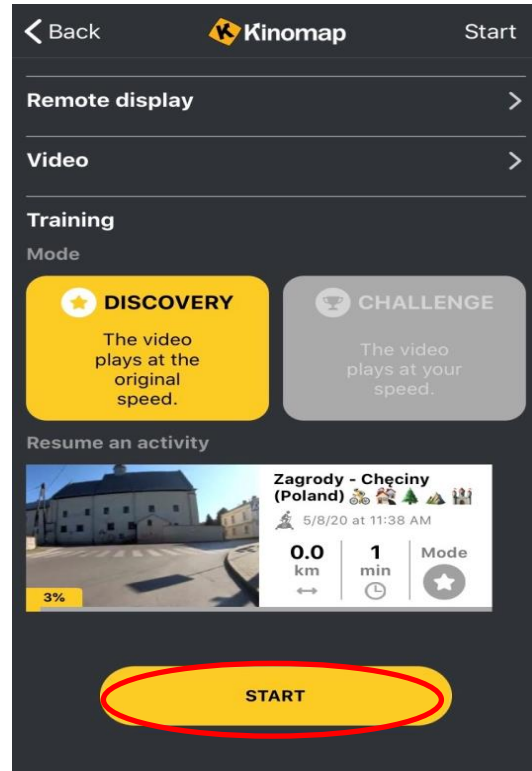 Back
Kinomap
Start
Remote display
Video
Training
Mode
DISCOVERY
The video
plays at the
original
speed.
CHALLENGE
The video
plays at your
speed.
Resume an activity
3%
Zagrody - Chęciny
(Poland) 🚴 🏞 🌲 ⛰ 🏰
5/8/20 at 11:38 AM
0.0
km
1
min
Mode
START